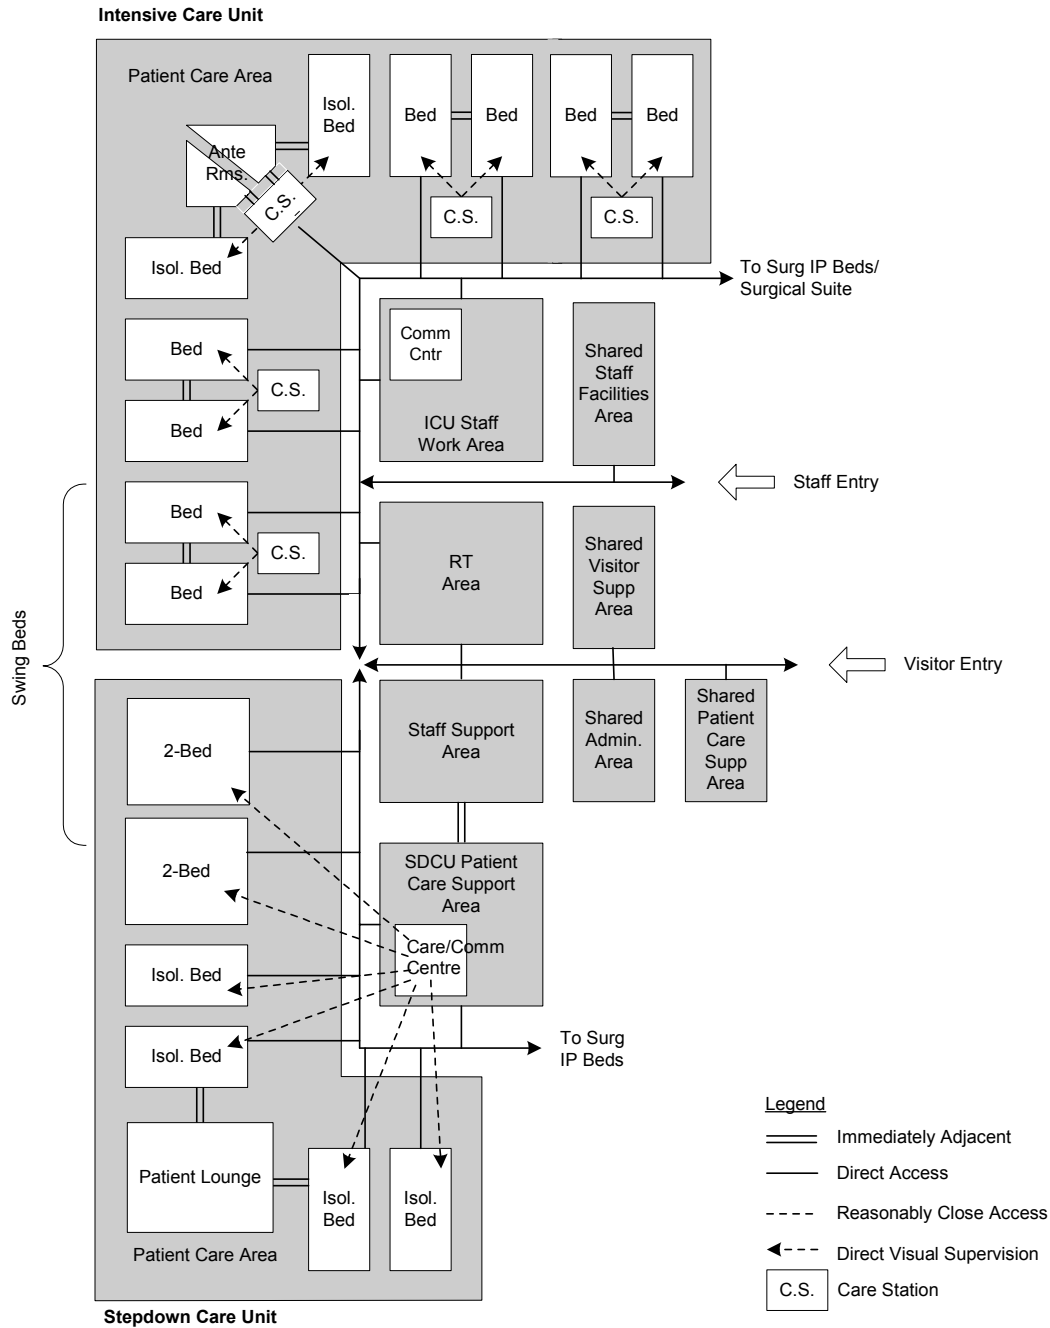 Intensive Care Unit
Patient Care Area
Isol.
Bed
Bed
Bed
Bed
Bed
Ante
Rms.
C.S.
C.S.
C.S.
Isol. Bed
To Surg IP Beds/
Surgical Suite
Comm
Cntr
ICU Staff
Work Area
Shared
Staff
Facilities
Area
Bed
C.S.
Bed
Staff Entry
Bed
C.S.
Bed
RT
Area
Shared
Visitor
Supp
Area
Swing Beds
Visitor Entry
2-Bed
Staff Support
Area
Shared
Admin.
Area
Shared
Patient
Care
Supp
Area
2-Bed
SDCU Patient
Care Support
Area
Care/Comm
Centre
Isol. Bed
Isol. Bed
To Surg
IP Beds
Patient Lounge
Isol.
Bed
Isol.
Bed
Patient Care Area
Stepdown Care Unit
Legend
Immediately Adjacent
Direct Access
Reasonably Close Access
Direct Visual Supervision
C.S.
Care Station